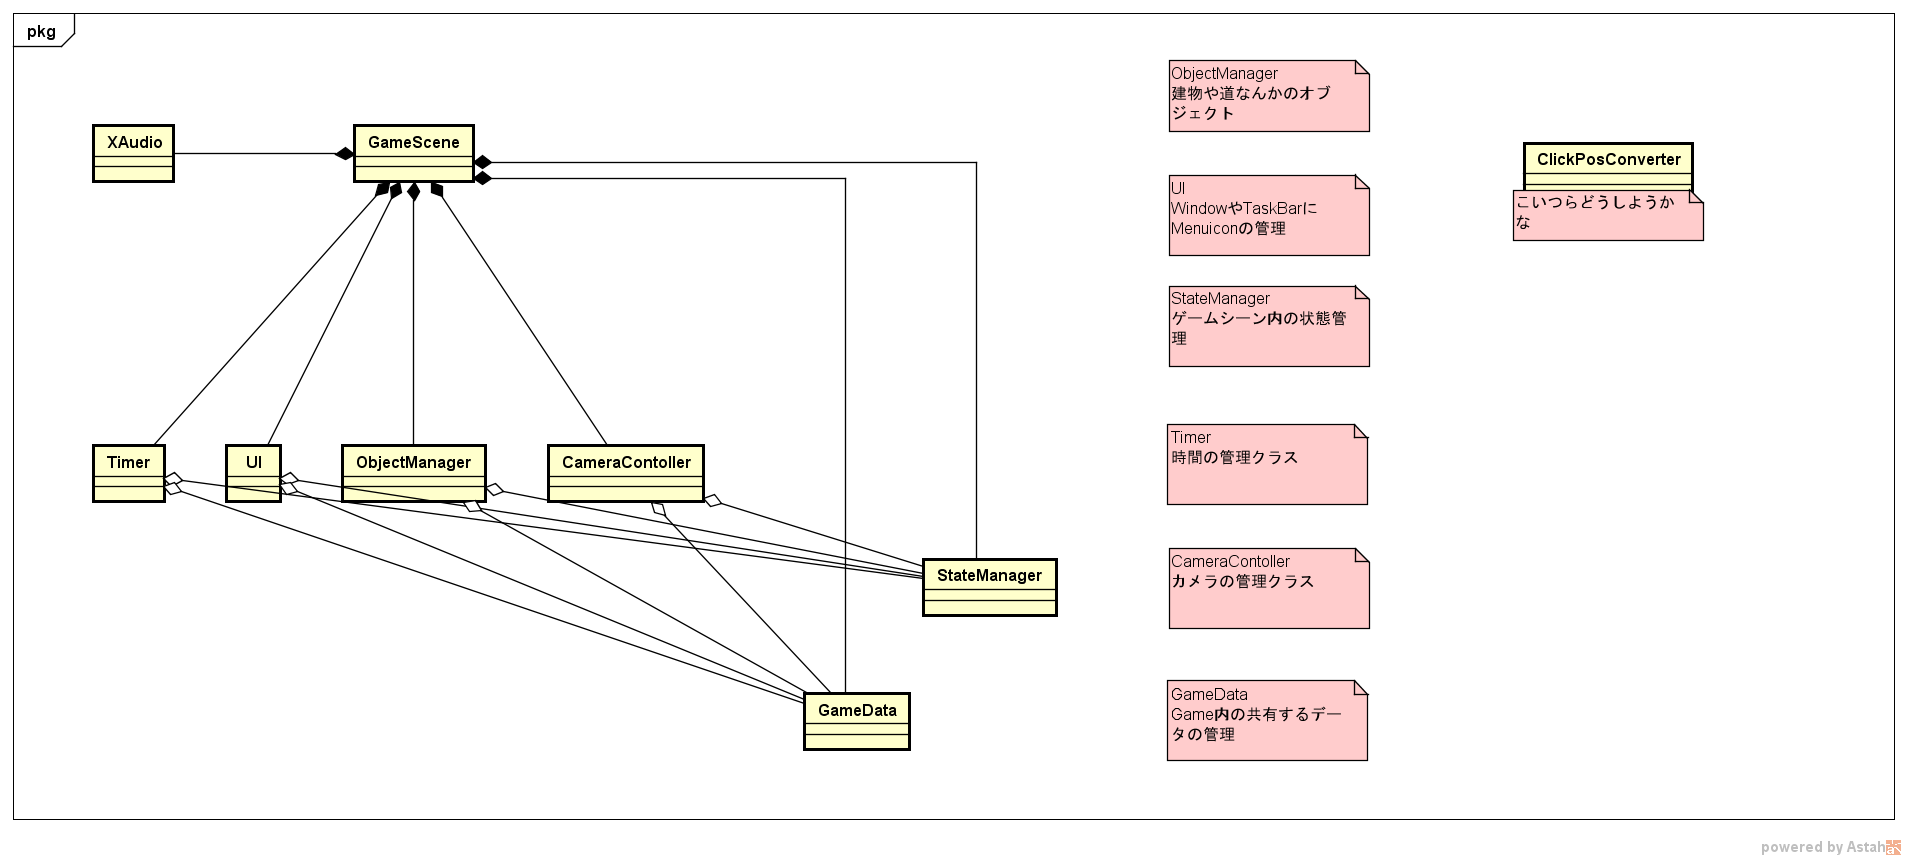 pkg
XAudio
GameScene
Timer
UI
ObjectManager
CameraContoller
StateManager
GameData
ObjectManager
建物や道なんかのオブ
ジェクト
UI
WindowやTaskBarに
Menuiconの管理
StateManager
ゲームシーン内の状態管
理
Timer
時間の管理クラス
CameraContoller
カメラの管理クラス
GameData
Game内の共有するデー
タの管理
ClickPosConverter
こいつらどうしようか
な
powered by Astah